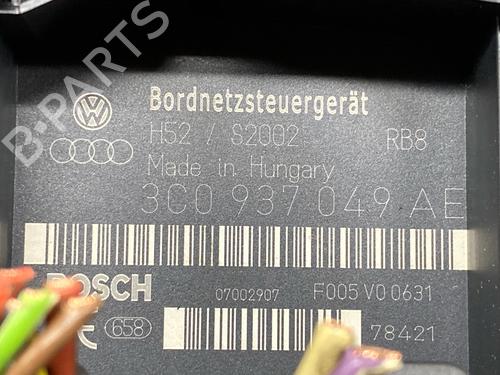 B-PARTS
Bordnetzsteuergerät
H52 / S2002 RB8
Made in Hungary
3C0 937 049 AE
BOSCH 07002907 F005 V0 0631
658 78421